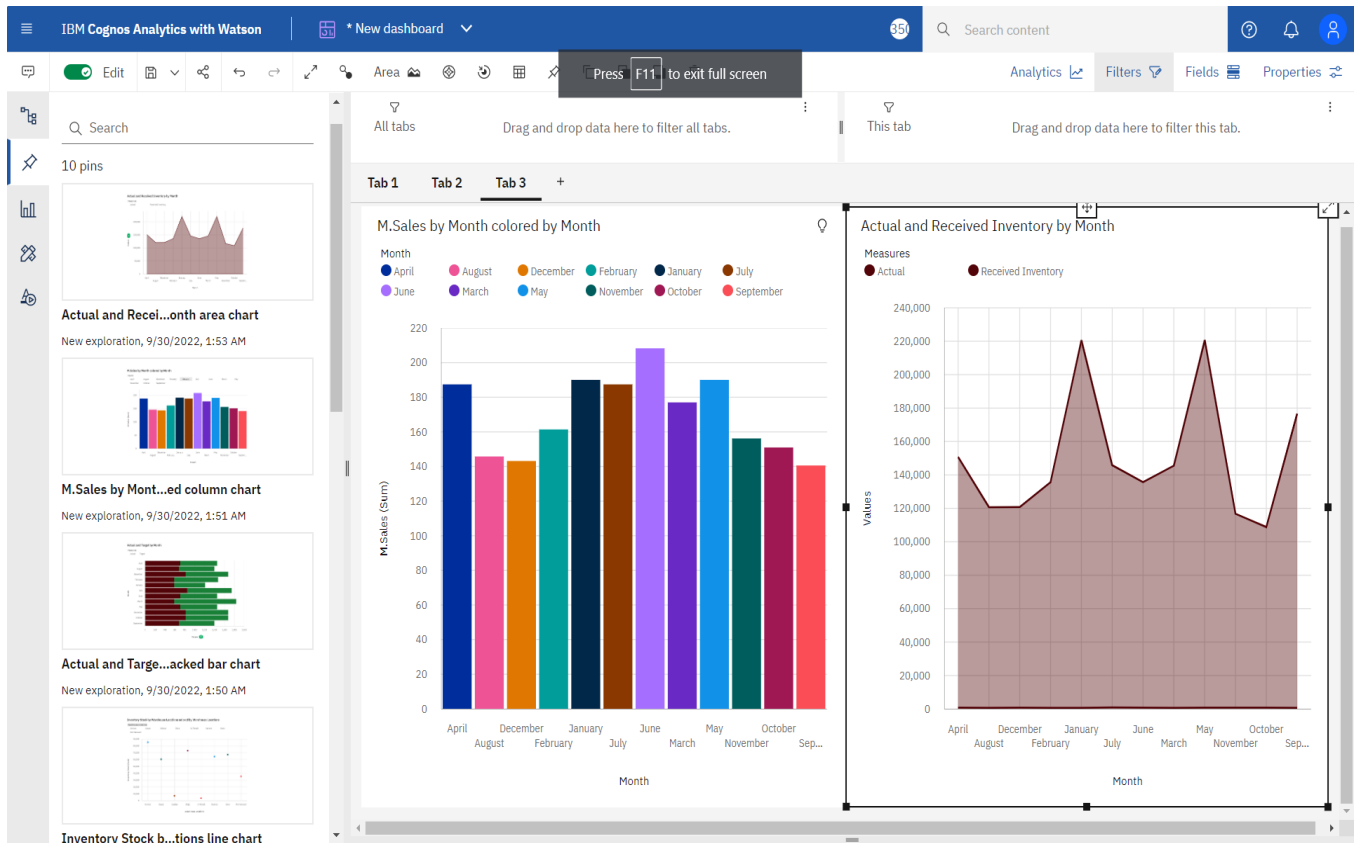 IBM Cognos Analytics with Watson
* New dashboard
350
Search content
Edit
Area
Press F11 to exit full screen
Analytics
Filters
Fields
Properties
Search
10 pins
Actual and Recei...onth area chart
New exploration, 9/30/2022, 1:53 AM
M.Sales by Mont...ed column chart
New exploration, 9/30/2022, 1:51 AM
Actual and Targe...acked bar chart
New exploration, 9/30/2022, 1:50 AM
Inventory Stock b...tions line chart
All tabs
Drag and drop data here to filter all tabs.
This tab
Drag and drop data here to filter this tab.
Tab 1 Tab 2 Tab 3 +
M.Sales by Month colored by Month
Month
April August December February January July
June March May November October September
M.Sales (Sum)
220
200
180
160
140
120
100
80
60
40
20
0
April December January June May October
August February July March November Sep...
Month
Actual and Received Inventory by Month
Measures
Actual Received Inventory
Values
240,000
220,000
200,000
180,000
160,000
140,000
120,000
100,000
80,000
60,000
40,000
20,000
0
April December January June May October
August February July March November Sep...
Month